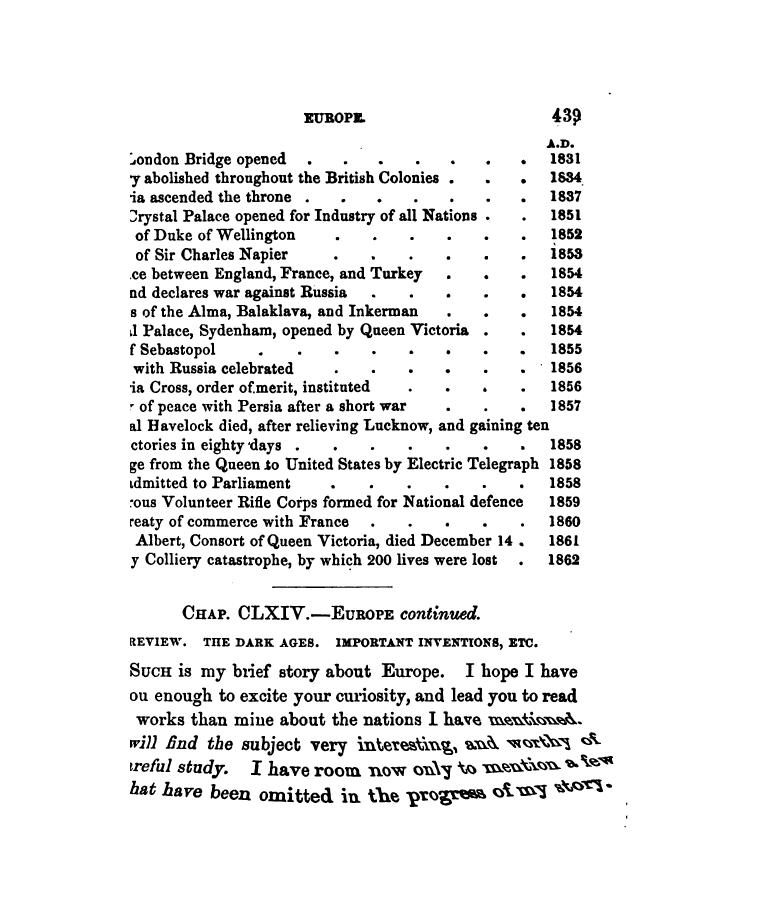 EUROPE. 439
A.D.
London Bridge opened . . . . . . . 1831
y abolished throughout the British Colonies . . . 1834
ia ascended the throne . . . . . . . 1837
Crystal Palace opened for Industry of all Nations . . 1851
of Duke of Wellington . . . . . . 1852
of Sir Charles Napier . . . . . . 1853
ce between England, France, and Turkey . . . 1854
nd declares war against Russia . . . . . 1854
s of the Alma, Balaklava, and Inkerman . . . 1854
l Palace, Sydenham, opened by Queen Victoria . . 1854
f Sebastopol . . . . . . . . 1855
with Russia celebrated . . . . . . 1856
ia Cross, order of merit, instituted . . . . 1856
r of peace with Persia after a short war . . . 1857
al Havelock died, after relieving Lucknow, and gaining ten
ctories in eighty days . . . . . . . 1858
ge from the Queen to United States by Electric Telegraph 1858
admitted to Parliament . . . . . . 1858
rous Volunteer Rifle Corps formed for National defence 1859
reaty of commerce with France . . . . . 1860
Albert, Consort of Queen Victoria, died December 14 . 1861
y Colliery catastrophe, by which 200 lives were lost . 1862
CHAP. CLXIV.—EUROPE continued.
REVIEW. THE DARK AGES. IMPORTANT INVENTIONS, ETC.
SUCH is my brief story about Europe. I hope I have
ou enough to excite your curiosity, and lead you to read
works than mine about the nations I have mentioned.
will find the subject very interesting, and worthy of
areful study. I have room now only to mention a few
hat have been omitted in the progress of my story.